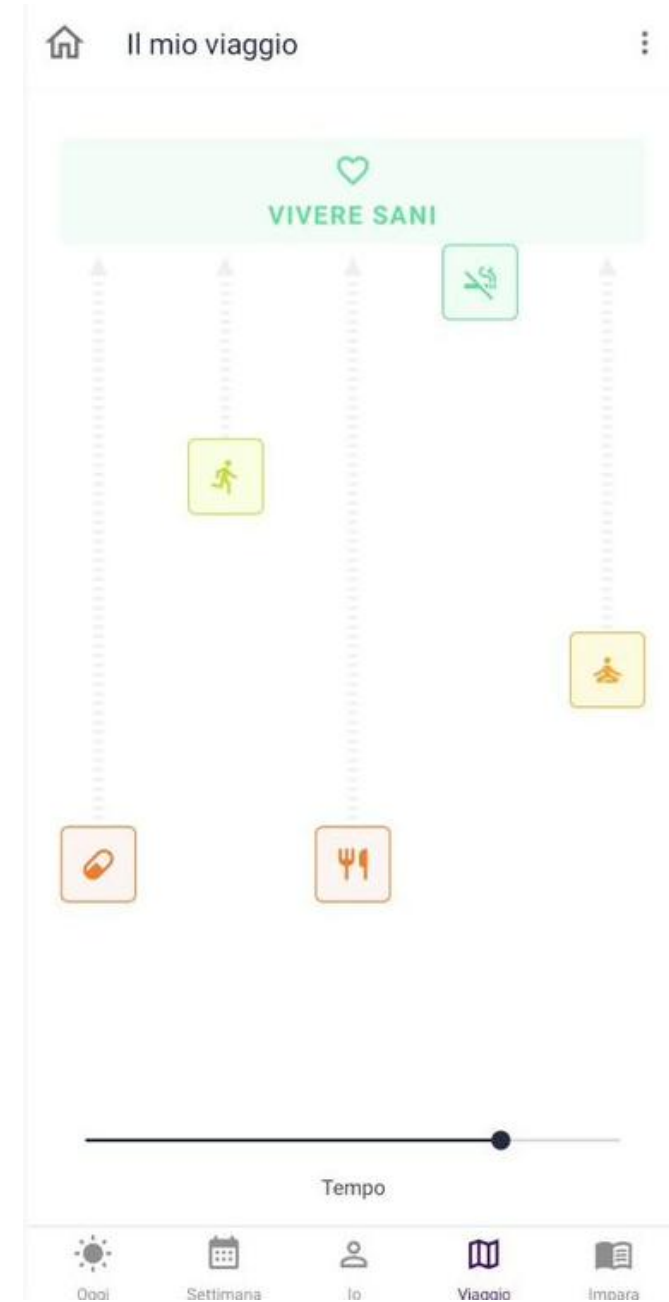 Il mio viaggio
VIVERE SANI
Tempo
Oggi
Settimana
Io
Viaggio
Impara